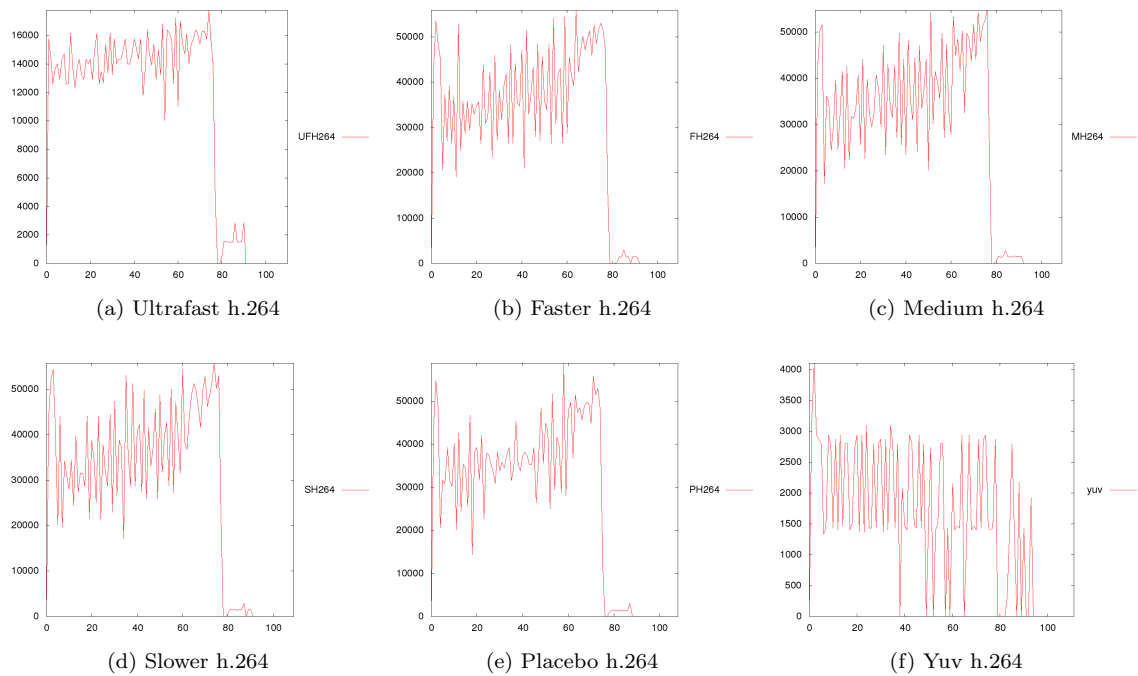 16000
14000
12000
10000
8000
6000
4000
2000
0
0 20 40 60 80 100
UFH264
(a) Ultrafast h.264
50000
40000
30000
20000
10000
0
0 20 40 60 80 100
FH264
(b) Faster h.264
50000
40000
30000
20000
10000
0
0 20 40 60 80 100
MH264
(c) Medium h.264
50000
40000
30000
20000
10000
0
0 20 40 60 80 100
SH264
(d) Slower h.264
50000
40000
30000
20000
10000
0
0 20 40 60 80 100
PH264
(e) Placebo h.264
4000
3500
3000
2500
2000
1500
1000
500
0
0 20 40 60 80 100
yuv
(f) Yuv h.264